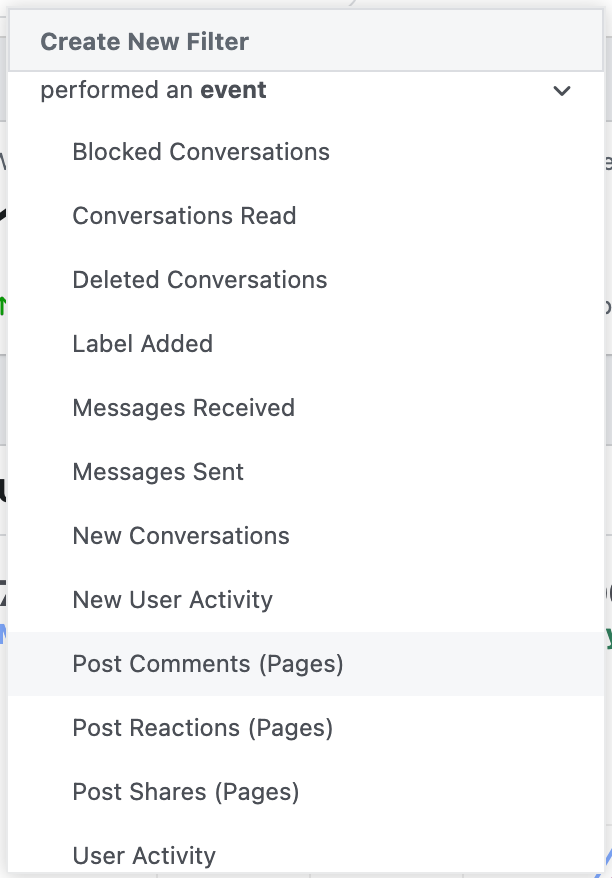 Create New Filter
performed an event
Blocked Conversations
Conversations Read
Deleted Conversations
Label Added
Messages Received
Messages Sent
New Conversations
New User Activity
Post Comments (Pages)
Post Reactions (Pages)
Post Shares (Pages)
User Activity